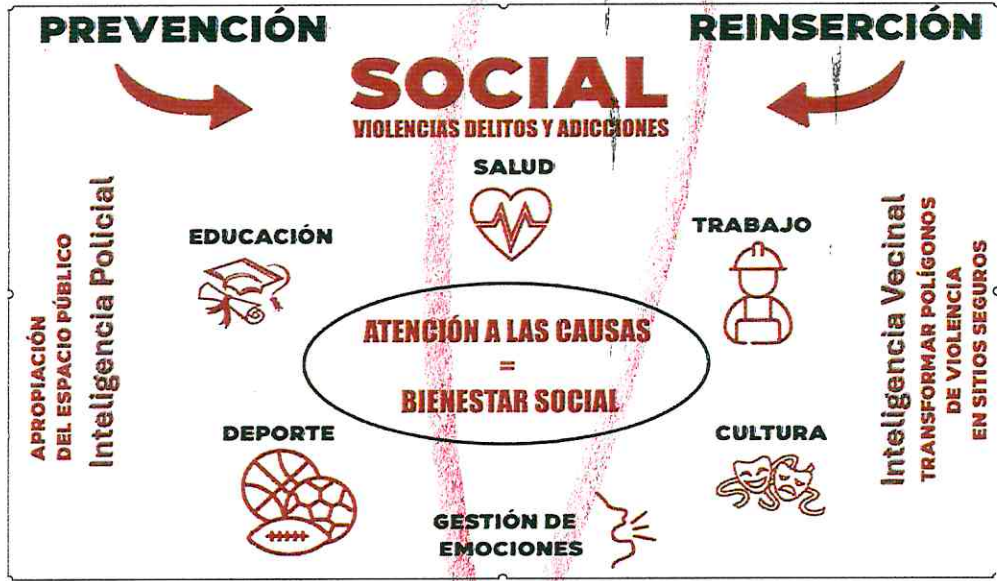 PREVENCIÓN
REINSERCIÓN
SOCIAL
VIOLENCIAS DELITOS Y ADICCIONES
SALUD
EDUCACIÓN
TRABAJO
APROPIACIÓN
DEL ESPACIO PÚBLICO
Inteligencia Policial
ATENCIÓN A LAS CAUSAS
=
BIENESTAR SOCIAL
Inteligencia Vecinal
TRANSFORMAR POLÍGONOS
DE VIOLENCIA
EN SITIOS SEGUROS
DEPORTE
CULTURA
GESTIÓN DE
EMOCIONES